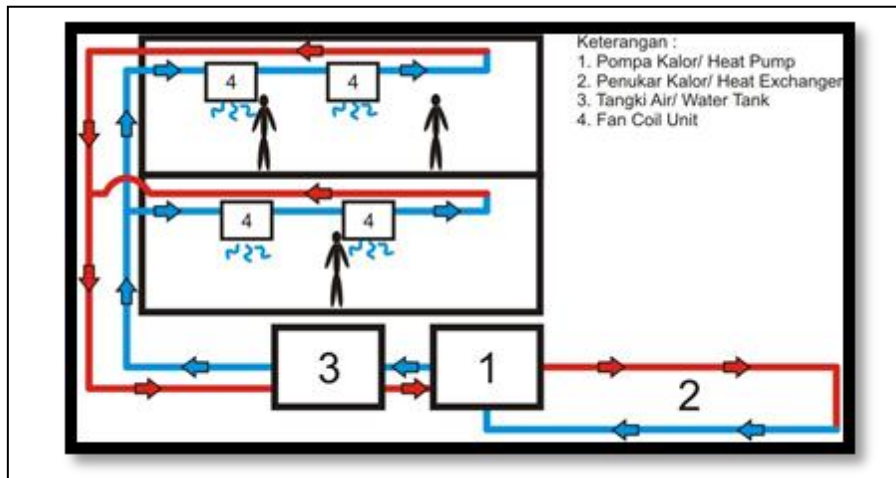 Keterangan :
1. Pompa Kalor/ Heat Pump
2. Penukar Kalor/ Heat Exchanger
3. Tangki Air/ Water Tank
4. Fan Coil Unit
4
4
4
4
3
1
2